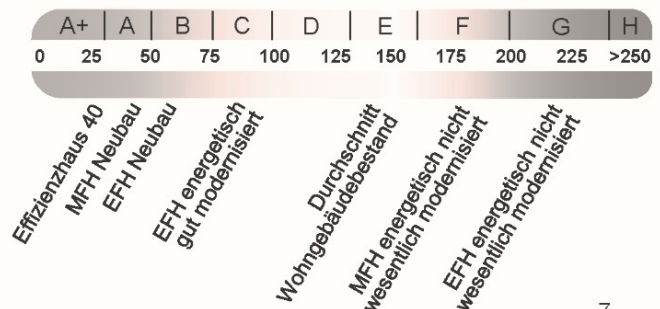 A+ | A | B | C | D | E | F | G | H
0 25 50 75 100 125 150 175 200 225 >250
Effizienzhaus 40
MFH Neubau
EFH Neubau
EFH energetisch
gut modernisiert
Durchschnitt
Wohngebäudebestand
MFH energetisch nicht
wesentlich modernisiert
EFH energetisch nicht
wesentlich modernisiert